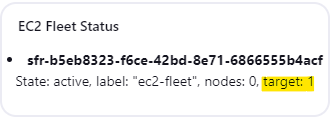 EC2 Fleet Status
sfr-b5eb8323-f6ce-42bd-8e71-6866555b4acf
State: active, label: "ec2-fleet", nodes: 0, target: 1